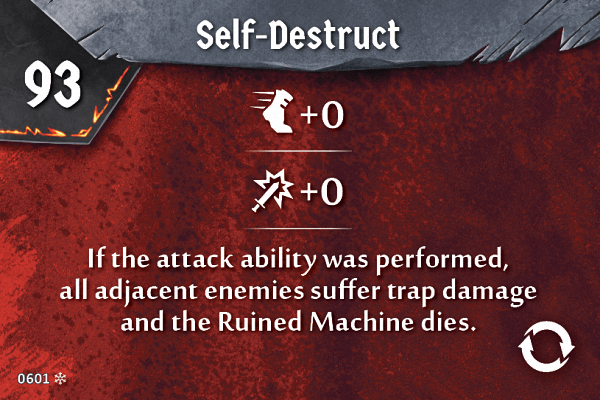 Self-Destruct
93
+0
+0
If the attack ability was performed,
all adjacent enemies suffer trap damage
and the Ruined Machine dies.
0601